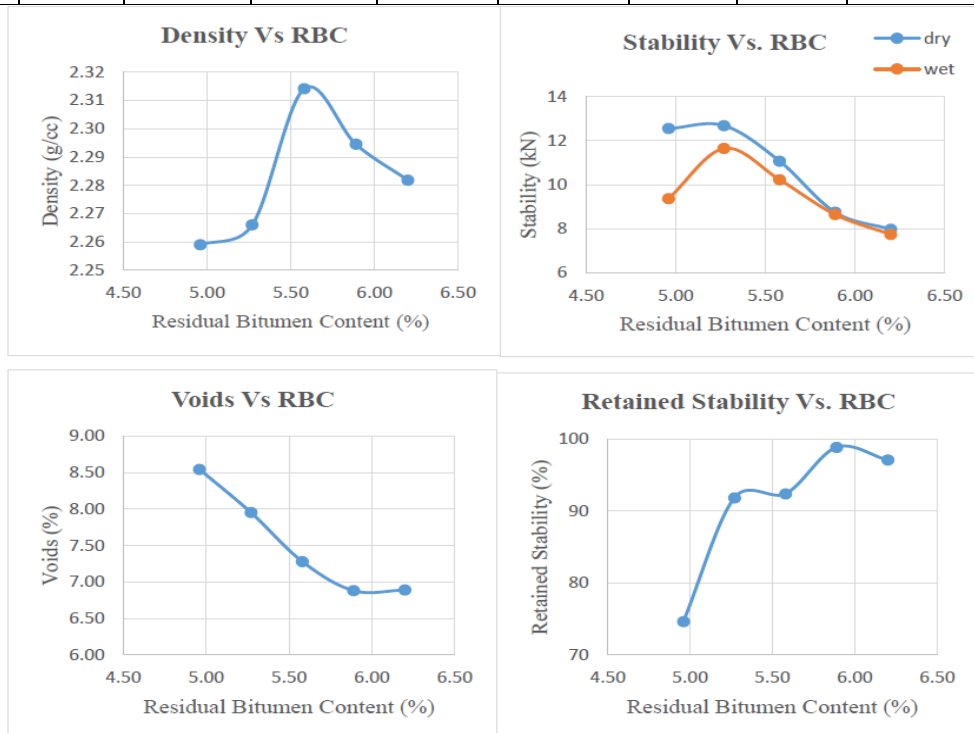 Density Vs RBC
2.32
2.31
2.30
2.29
2.28
2.27
2.26
2.25
Density (g/cc)
4.50 5.00 5.50 6.00 6.50
Residual Bitumen Content (%)
Stability Vs. RBC
dry
wet
14
12
10
8
6
Stability (kN)
4.50 5.00 5.50 6.00 6.50
Residual Bitumen Content (%)
Voids Vs RBC
9.00
8.50
8.00
7.50
7.00
6.50
6.00
Voids (%)
4.50 5.00 5.50 6.00 6.50
Residual Bitumen Content (%)
Retained Stability Vs. RBC
100
90
80
70
Retained Stability (%)
4.50 5.00 5.50 6.00 6.50
Residual Bitumen Content (%)